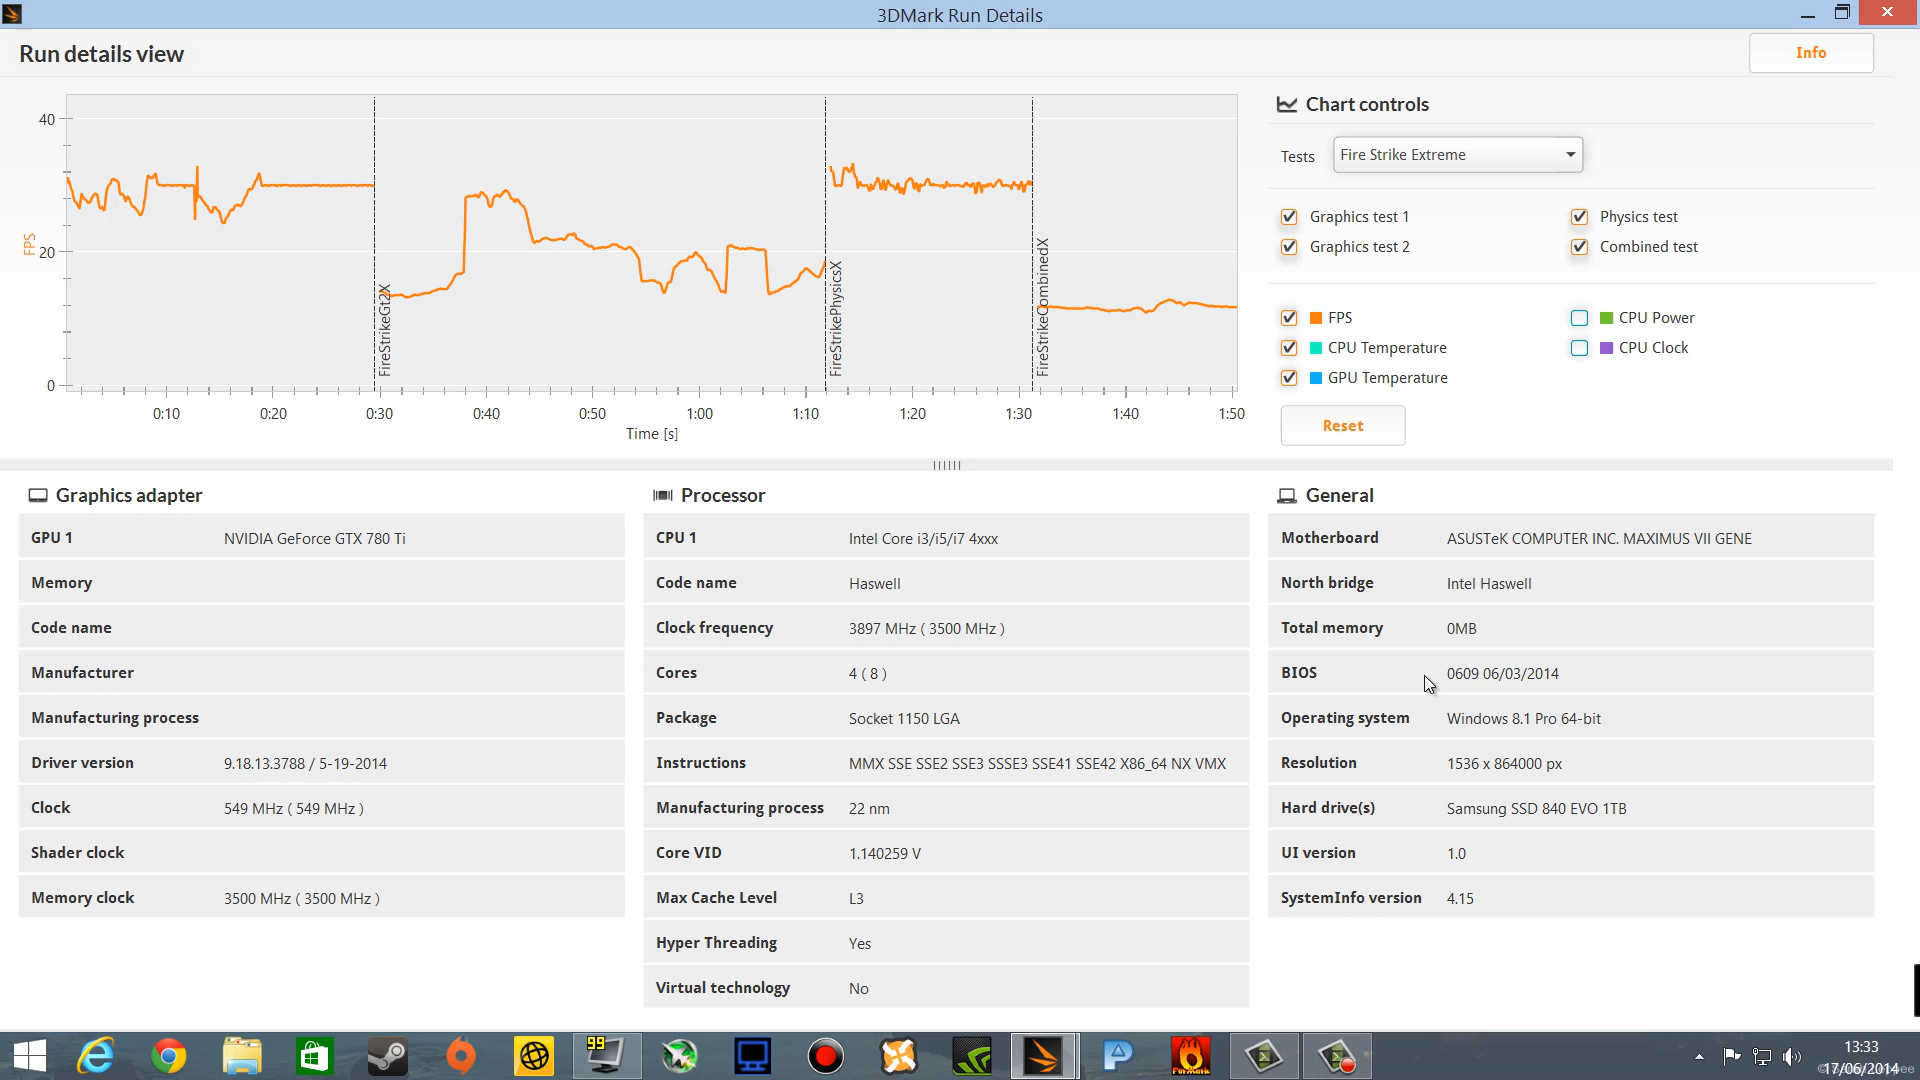 3DMark Run Details
Run details view
Info
40
20
0
FPS
FireStrikeGt2X
FireStrikePhysicsX
FireStrikeCombinedX
0:10 0:20 0:30 0:40 0:50 1:00 1:10 1:20 1:30 1:40 1:50
Time [s]
Chart controls
Tests Fire Strike Extreme
Graphics test 1 Physics test
Graphics test 2 Combined test
FPS CPU Power
CPU Temperature CPU Clock
GPU Temperature
Reset
Graphics adapter
GPU 1 NVIDIA GeForce GTX 780 Ti
Memory
Code name
Manufacturer
Manufacturing process
Driver version 9.18.13.3788 / 5-19-2014
Clock 549 MHz ( 549 MHz )
Shader clock
Memory clock 3500 MHz ( 3500 MHz )
Processor
CPU 1 Intel Core i3/i5/i7 4xxx
Code name Haswell
Clock frequency 3897 MHz ( 3500 MHz )
Cores 4 ( 8 )
Package Socket 1150 LGA
Instructions MMX SSE SSE2 SSE3 SSSE3 SSE41 SSE42 X86_64 NX VMX
Manufacturing process 22 nm
Core VID 1.140259 V
Max Cache Level L3
Hyper Threading Yes
Virtual technology No
General
Motherboard ASUSTeK COMPUTER INC. MAXIMUS VII GENE
North bridge Intel Haswell
Total memory 0MB
BIOS 0609 06/03/2014
Operating system Windows 8.1 Pro 64-bit
Resolution 1536 x 864000 px
Hard drive(s) Samsung SSD 840 EVO 1TB
UI version 1.0
SystemInfo version 4.15
99
FurMark
13:33
17/06/2014